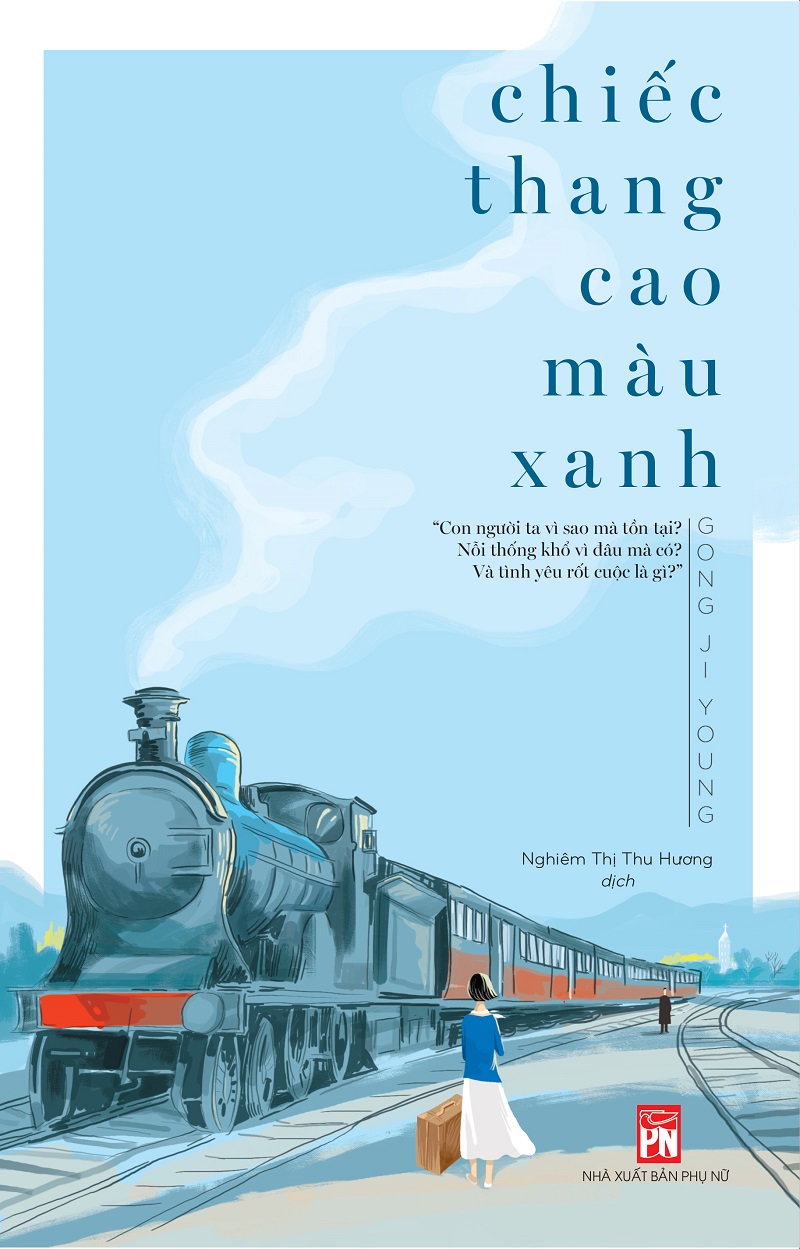 chiếc
thang
cao
màu
xanh
“Con người ta vì sao mà tồn tại?
Nỗi thống khổ vì đâu mà có?
Và tình yêu rốt cuộc là gì?”
GONG JI YOUNG
Nghiêm Thị Thu Hương
dịch
PN
NHÀ XUẤT BẢN PHỤ NỮ